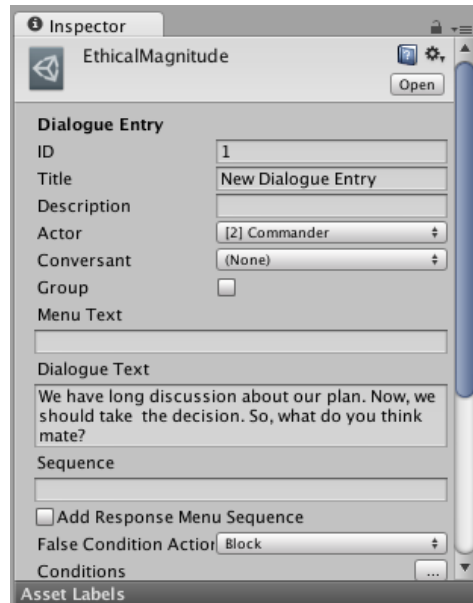 Inspector
EthicalMagnitude
Open
Dialogue Entry
ID 1
Title New Dialogue Entry
Description
Actor [2] Commander
Conversant (None)
Group
Menu Text
Dialogue Text
We have long discussion about our plan. Now, we
should take the decision. So, what do you think
mate?
Sequence
Add Response Menu Sequence
False Condition Action Block
Conditions ...
Asset Labels